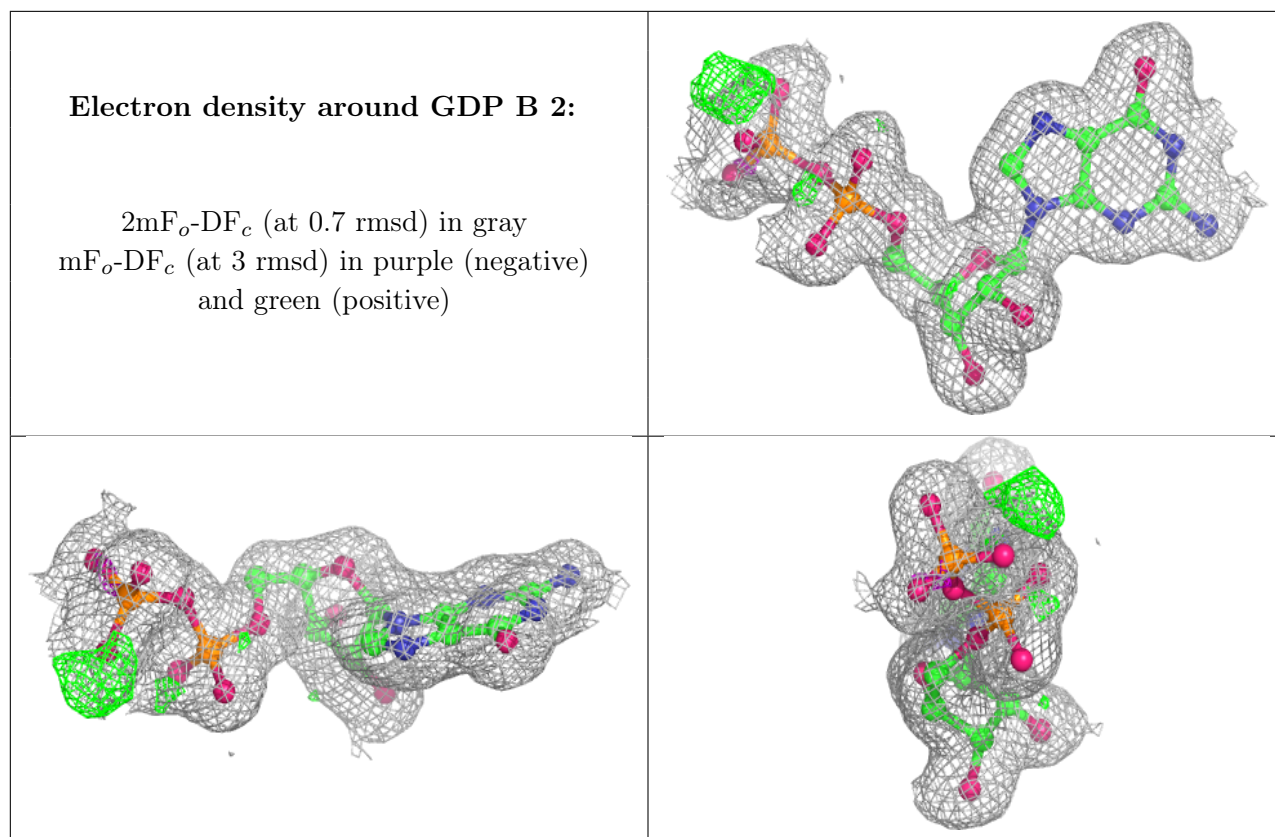 Electron density around GDP B 2:
2mFo-DFc (at 0.7 rmsd) in gray
mFo-DFc (at 3 rmsd) in purple (negative)
and green (positive)